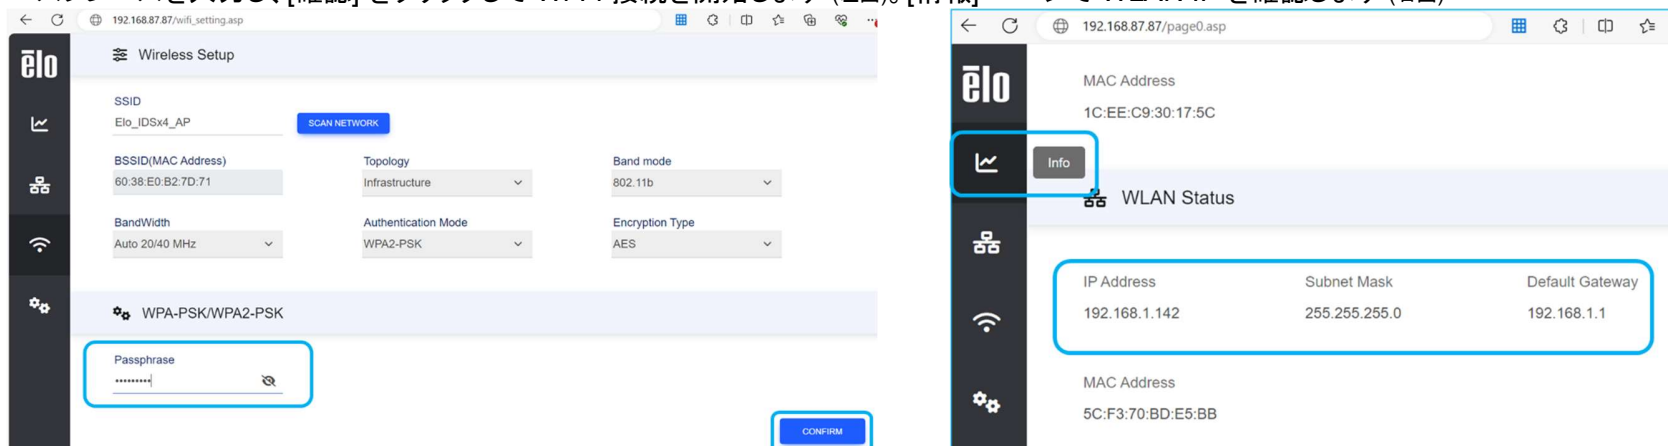 192.168.87.87/wifi_setting.asp
ēlo
Wireless Setup
SSID
Elo_IDSx4_AP
SCAN NETWORK
BSSID(MAC Address)
Topology
Band mode
60:38:E0:B2:7D:71
Infrastructure
802.11b
BandWidth
Authentication Mode
Encryption Type
Auto 20/40 MHz
WPA2-PSK
AES
WPA-PSK/WPA2-PSK
Passphrase
•••••••••
CONFIRM
192.168.87.87/page0.asp
ēlo
MAC Address
1C:EE:C9:30:17:5C
Info
WLAN Status
IP Address
Subnet Mask
Default Gateway
192.168.1.142
255.255.255.0
192.168.1.1
MAC Address
5C:F3:70:BD:E5:BB